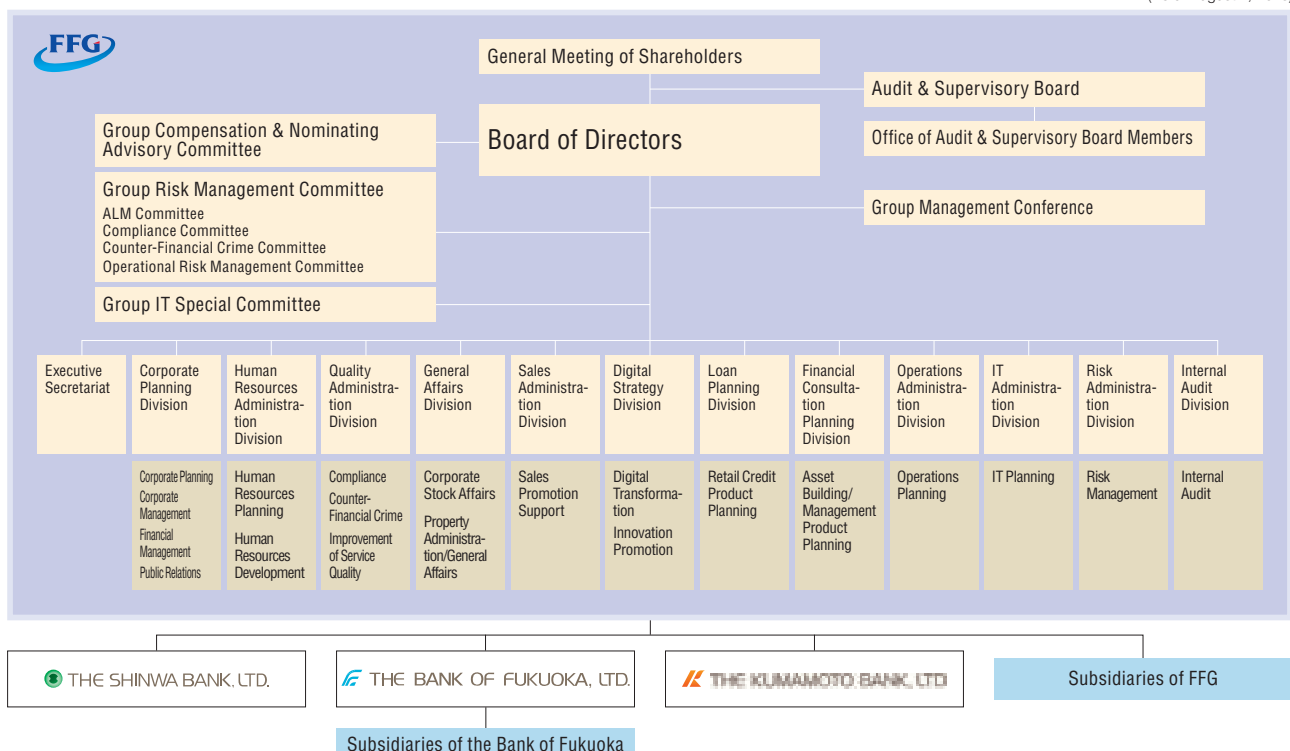 FFG
General Meeting of Shareholders
Audit & Supervisory Board
Board of Directors
Office of Audit & Supervisory Board Members
Group Compensation & Nominating
Advisory Committee
Group Risk Management Committee
ALM Committee
Compliance Committee
Counter-Financial Crime Committee
Operational Risk Management Committee
Group Management Conference
Group IT Special Committee
Executive
Secretariat
Corporate
Planning
Division
Human
Resources
Administra-
tion
Division
Quality
Administra-
tion
Division
General
Affairs
Division
Sales
Administra-
tion
Division
Digital
Strategy
Division
Loan
Planning
Division
Financial
Consulta-
tion
Planning
Division
Operations
Administra-
tion
Division
IT
Administra-
tion
Division
Risk
Administra-
tion
Division
Internal
Audit
Division
Corporate Planning
Corporate
Management
Financial
Management
Public Relations
Human
Resources
Planning
Human
Resources
Development
Compliance
Counter-
Financial Crime
Improvement
of Service
Quality
Corporate
Stock Affairs
Property
Administra-
tion/General
Affairs
Sales
Promotion
Support
Digital
Transforma-
tion
Innovation
Promotion
Retail Credit
Product
Planning
Asset
Building/
Management
Product
Planning
Operations
Planning
IT Planning
Risk
Management
Internal
Audit
THE SHINWA BANK, LTD.
THE BANK OF FUKUOKA, LTD.
THE KUMAMOTO BANK, LTD
Subsidiaries of FFG
Subsidiaries of the Bank of Fukuoka